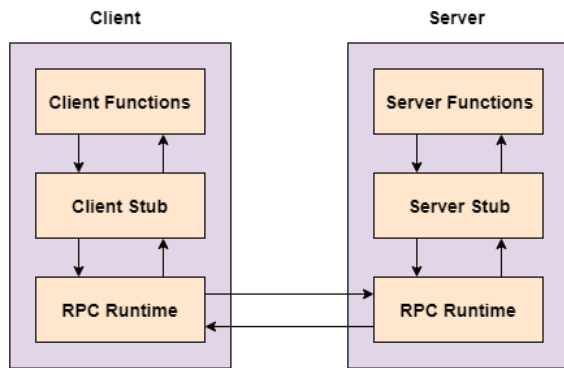 Client
Server
Client Functions
Server Functions
Client Stub
Server Stub
RPC Runtime
RPC Runtime